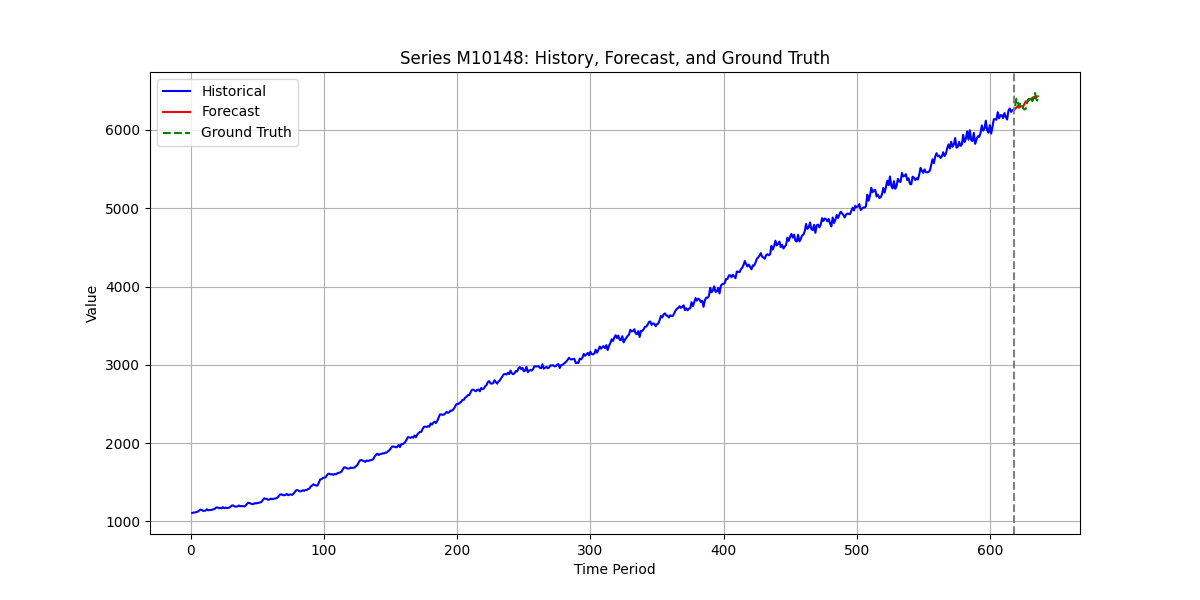 Series M10148: History, Forecast, and Ground Truth
Historical
Forecast
Ground Truth
Value
6000
5000
4000
3000
2000
1000
0 100 200 300 400 500 600
Time Period